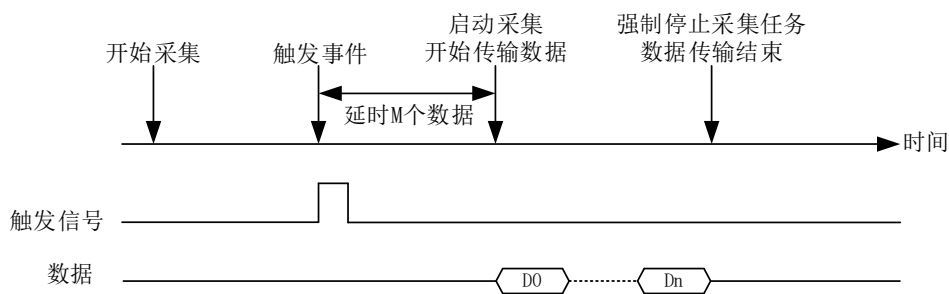 开始采集
触发事件
启动采集
开始传输数据
强制停止采集任务
数据传输结束
延时M个数据
时间
触发信号
数据
D0
Dn